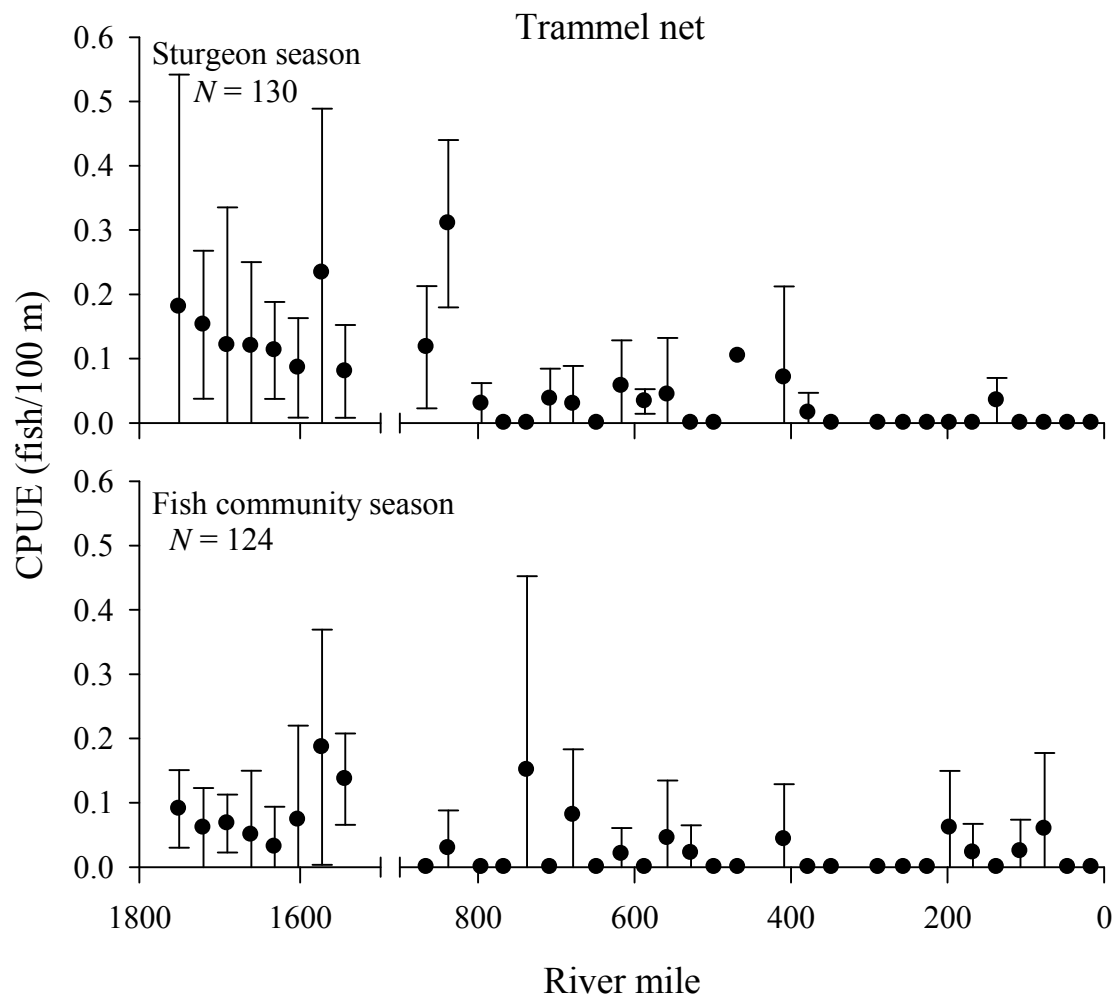 Trammel net
CPUE (fish/100 m)
0.6
0.5
0.4
0.3
0.2
0.1
0.0
Sturgeon season
N = 130
0.6
0.5
0.4
0.3
0.2
0.1
0.0
Fish community season
N = 124
1800 1600 800 600 400 200 0
River mile